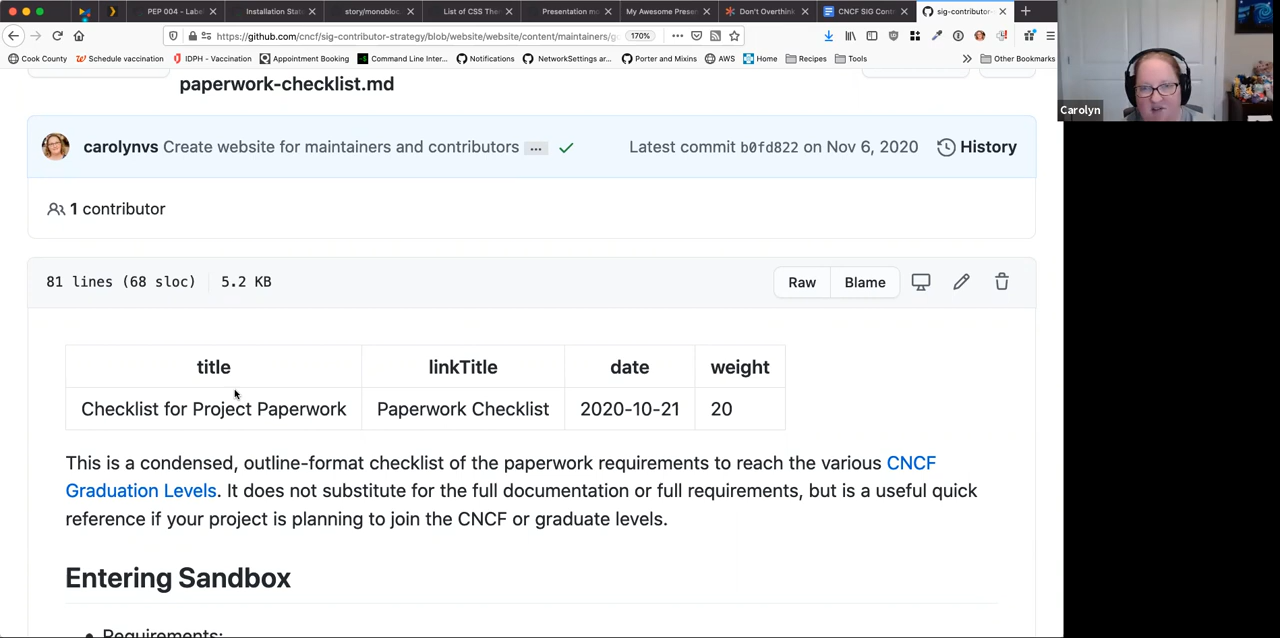 PEP 004 - Labe
Installation Stat
story/monobloc.
List of CSS The
Presentation mo
My Awesome Prese
Don't Overthink
CNCF SIG Cont
sig-contributor-
https://github.com/cncf/sig-contributor-strategy/blob/website/website/content/maintainers/g
170%
Cook County
Schedule vaccination
IDPH - Vaccination
Appointment Booking
Command Line Inter...
Notifications
NetworkSettings ar...
Porter and Mixins
AWS
Home
Recipes
Tools
Other Bookmarks
Carolyn
paperwork-checklist.md
carolynvs Create website for maintainers and contributors ...
Latest commit b0fd822 on Nov 6, 2020
History
1 contributor
81 lines (68 sloc) 5.2 KB
Raw Blame
title linkTitle date weight
Checklist for Project Paperwork Paperwork Checklist 2020-10-21 20
This is a condensed, outline-format checklist of the paperwork requirements to reach the various CNCF
Graduation Levels. It does not substitute for the full documentation or full requirements, but is a useful quick
reference if your project is planning to join the CNCF or graduate levels.
Entering Sandbox
Requirements: